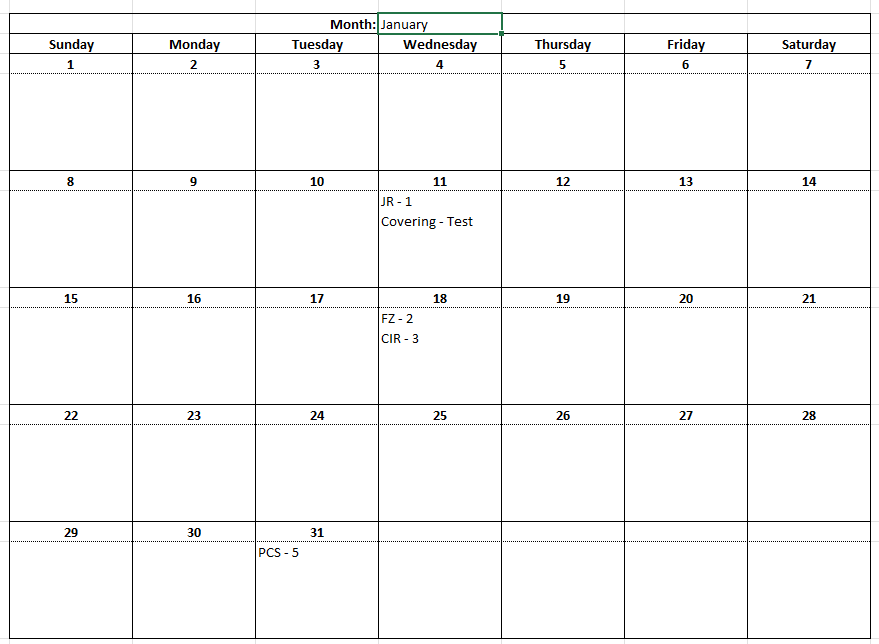 Month: January
Sunday Monday Tuesday Wednesday Thursday Friday Saturday
1 2 3 4 5 6 7
8 9 10 11 12 13 14
JR - 1
Covering - Test
15 16 17 18 19 20 21
FZ - 2
CIR - 3
22 23 24 25 26 27 28
29 30 31
PCS - 5